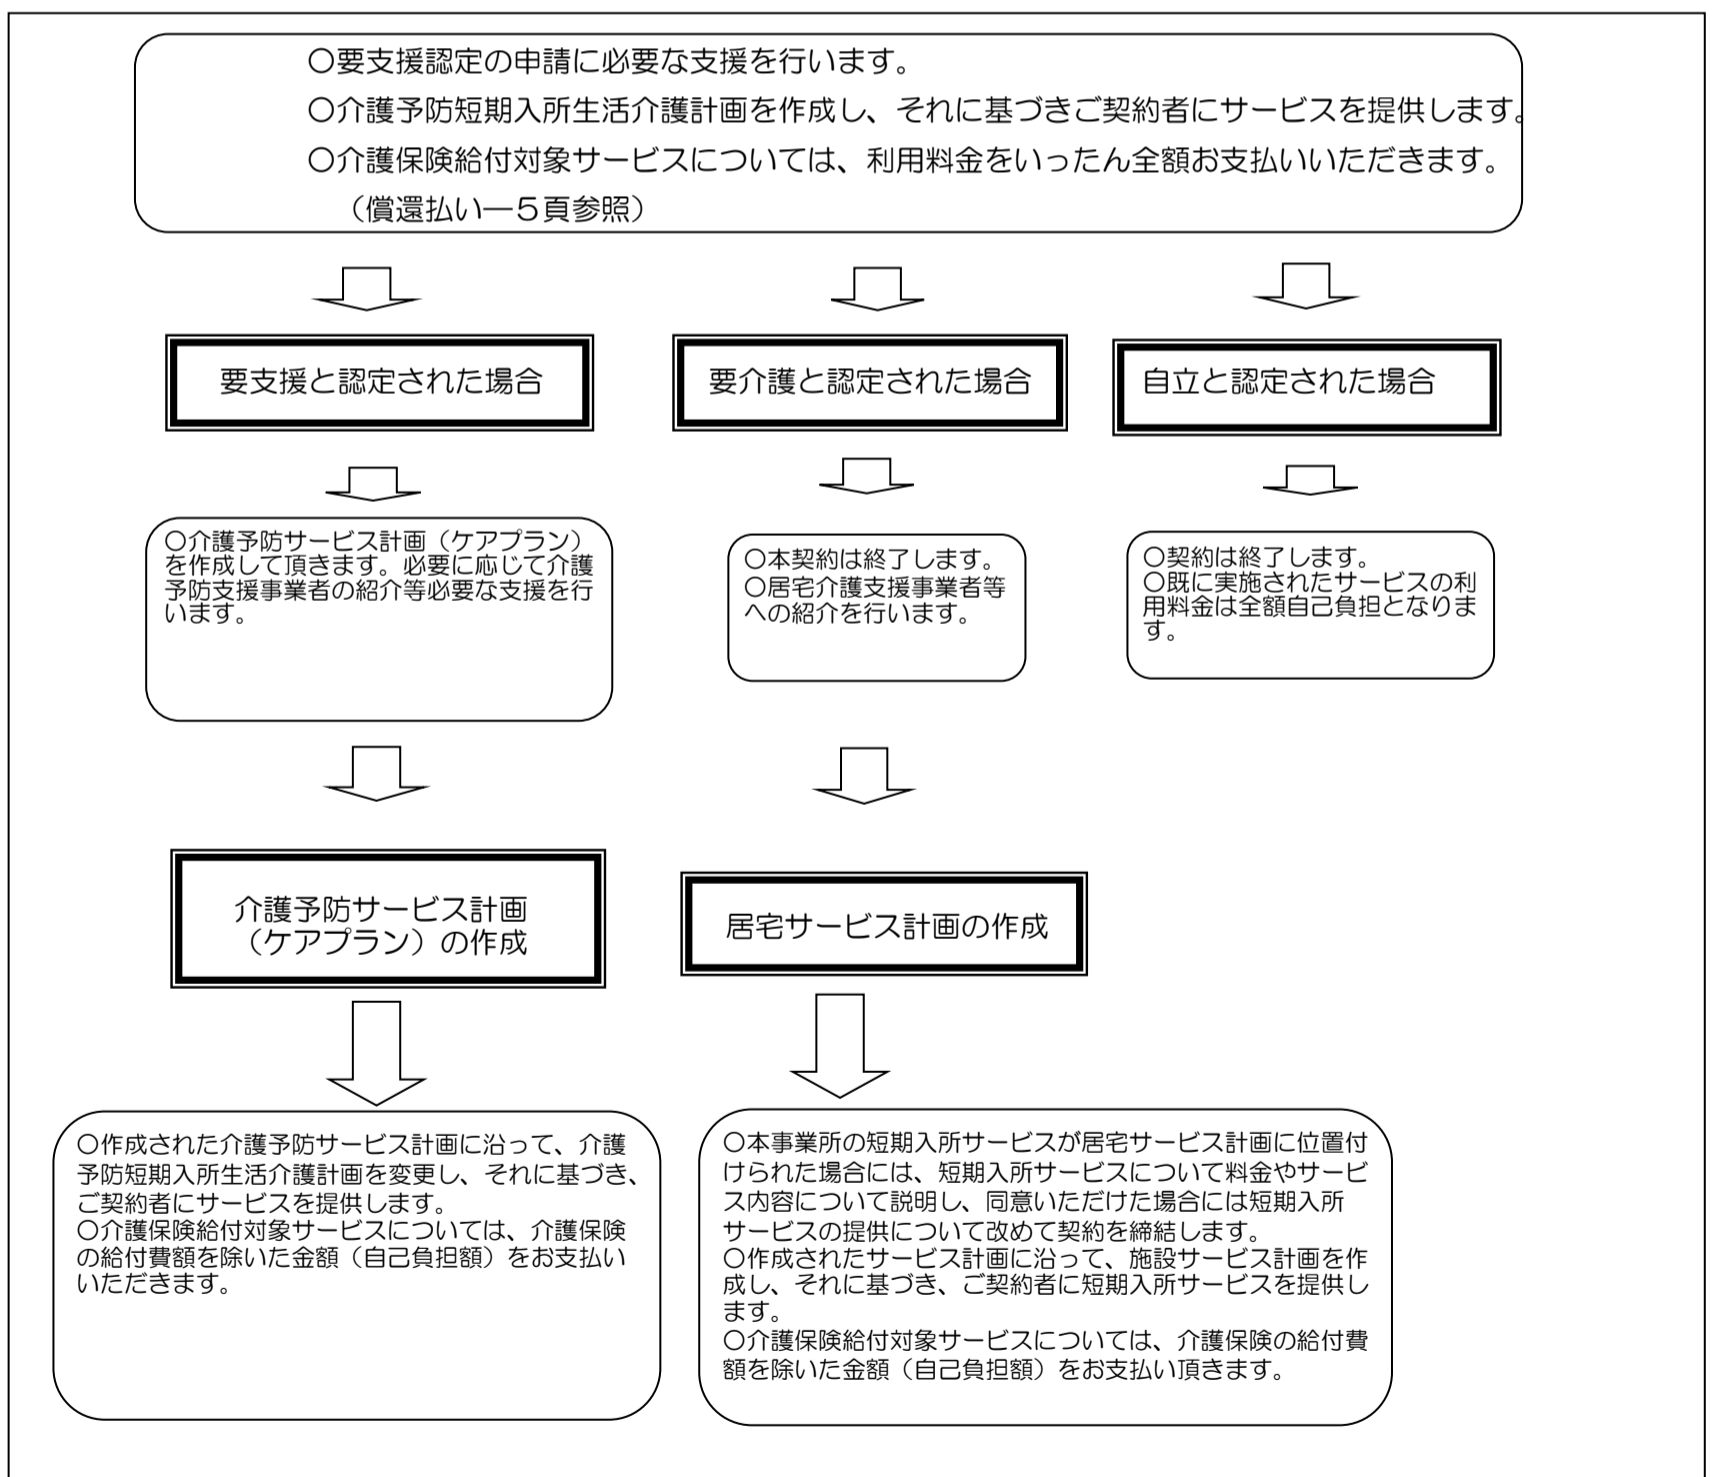 〇要支援認定の申請に必要な支援を行います。
〇介護予防短期入所生活介護計画を作成し、それに基づきご契約者にサービスを提供します。
〇介護保険給付対象サービスについては、利用料金をいったん全額お支払いいただきます。
（償還払い―５頁参照）
要支援と認定された場合
要介護と認定された場合
自立と認定された場合
〇介護予防サービス計画（ケアプラン）
を作成して頂きます。必要に応じて介護
予防支援事業者の紹介等必要な支援を行
います。
〇本契約は終了します。
〇居宅介護支援事業者等
への紹介を行います。
〇契約は終了します。
〇既に実施されたサービスの利
用料金は全額自己負担となりま
す。
介護予防サービス計画
（ケアプラン）の作成
居宅サービス計画の作成
〇作成された介護予防サービス計画に沿って、介護
予防短期入所生活介護計画を変更し、それに基づき、
ご契約者にサービスを提供します。
〇介護保険給付対象サービスについては、介護保険
の給付費額を除いた金額（自己負担額）をお支払い
いただきます。
〇本事業所の短期入所サービスが居宅サービス計画に位置付
けられた場合には、短期入所サービスについて料金やサービ
ス内容について説明し、同意いただけた場合には短期入所
サービスの提供について改めて契約を締結します。
〇作成されたサービス計画に沿って、施設サービス計画を作
成し、それに基づき、ご契約者に短期入所サービスを提供し
ます。
〇介護保険給付対象サービスについては、介護保険の給付費
額を除いた金額（自己負担額）をお支払い頂きます。